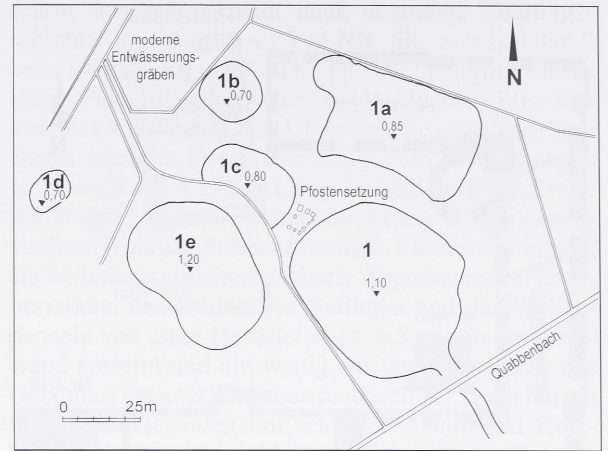 moderne
Entwässerungs-
gräben
N
1b
0,70
1a
0,85
1c
0,80
1d
0,70
Pfostensetzung
1e
1,20
1
1,10
Quabbenbach
0 25m